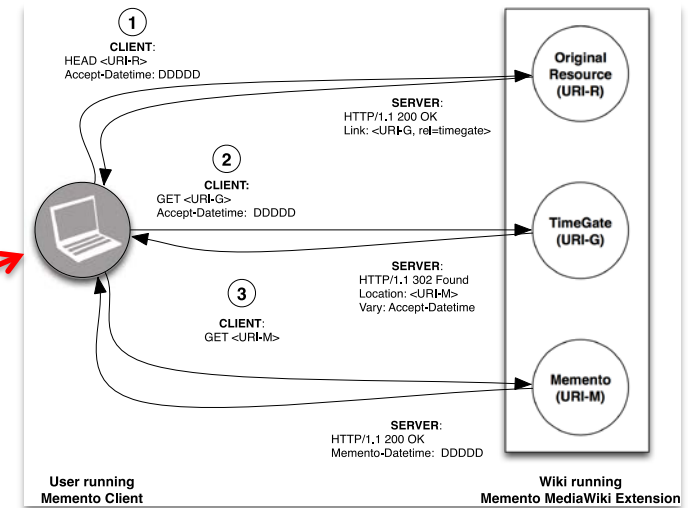 1
CLIENT:
HEAD <URI-R>
Accept-Datetime: DDDDD
Original
Resource
(URI-R)
SERVER:
HTTP/1.1 200 OK
Link: <URI-G, rel=timegate>
2
CLIENT:
GET <URI-G>
Accept-Datetime: DDDDD
TimeGate
(URI-G)
SERVER:
HTTP/1.1 302 Found
Location: <URI-M>
Vary: Accept-Datetime
3
CLIENT:
GET <URI-M>
Memento
(URI-M)
SERVER:
HTTP/1.1 200 OK
Memento-Datetime: DDDDD
User running
Memento Client
Wiki running
Memento MediaWiki Extension